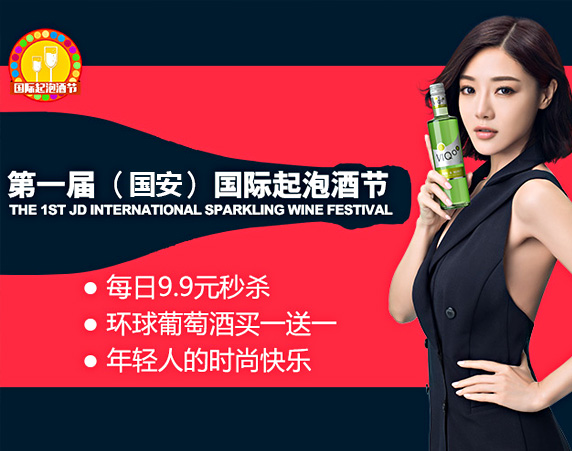 国际起泡酒节
第一届（国安）国际起泡酒节
THE 1ST JD INTERNATIONAL SPARKLING WINE FESTIVAL
ViQoo
每日9.9元秒杀
环球葡萄酒买一送一
年轻人的时尚快乐